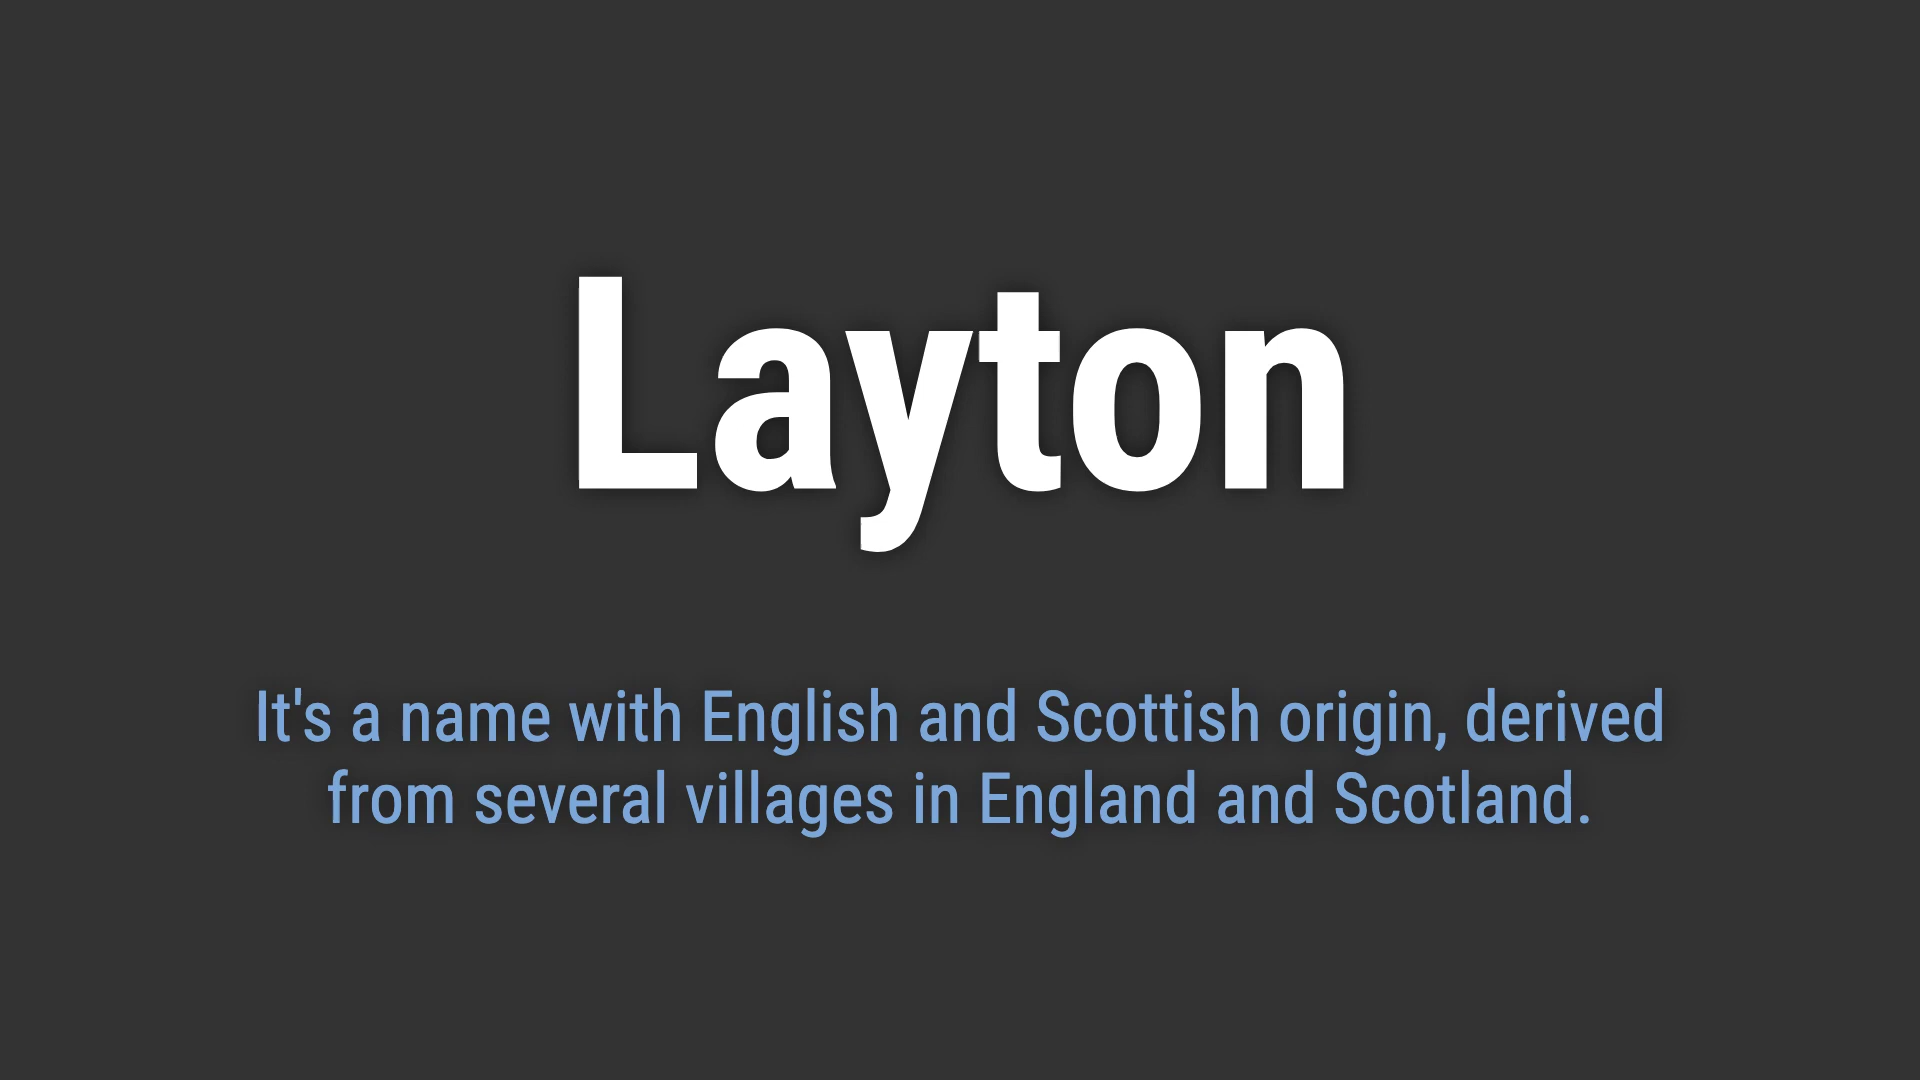 Layton
It's a name with English and Scottish origin, derived
from several villages in England and Scotland.